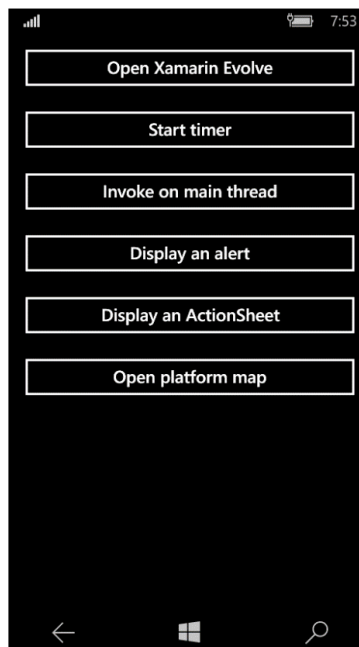 7:53
Open Xamarin Evolve
Start timer
Invoke on main thread
Display an alert
Display an ActionSheet
Open platform map